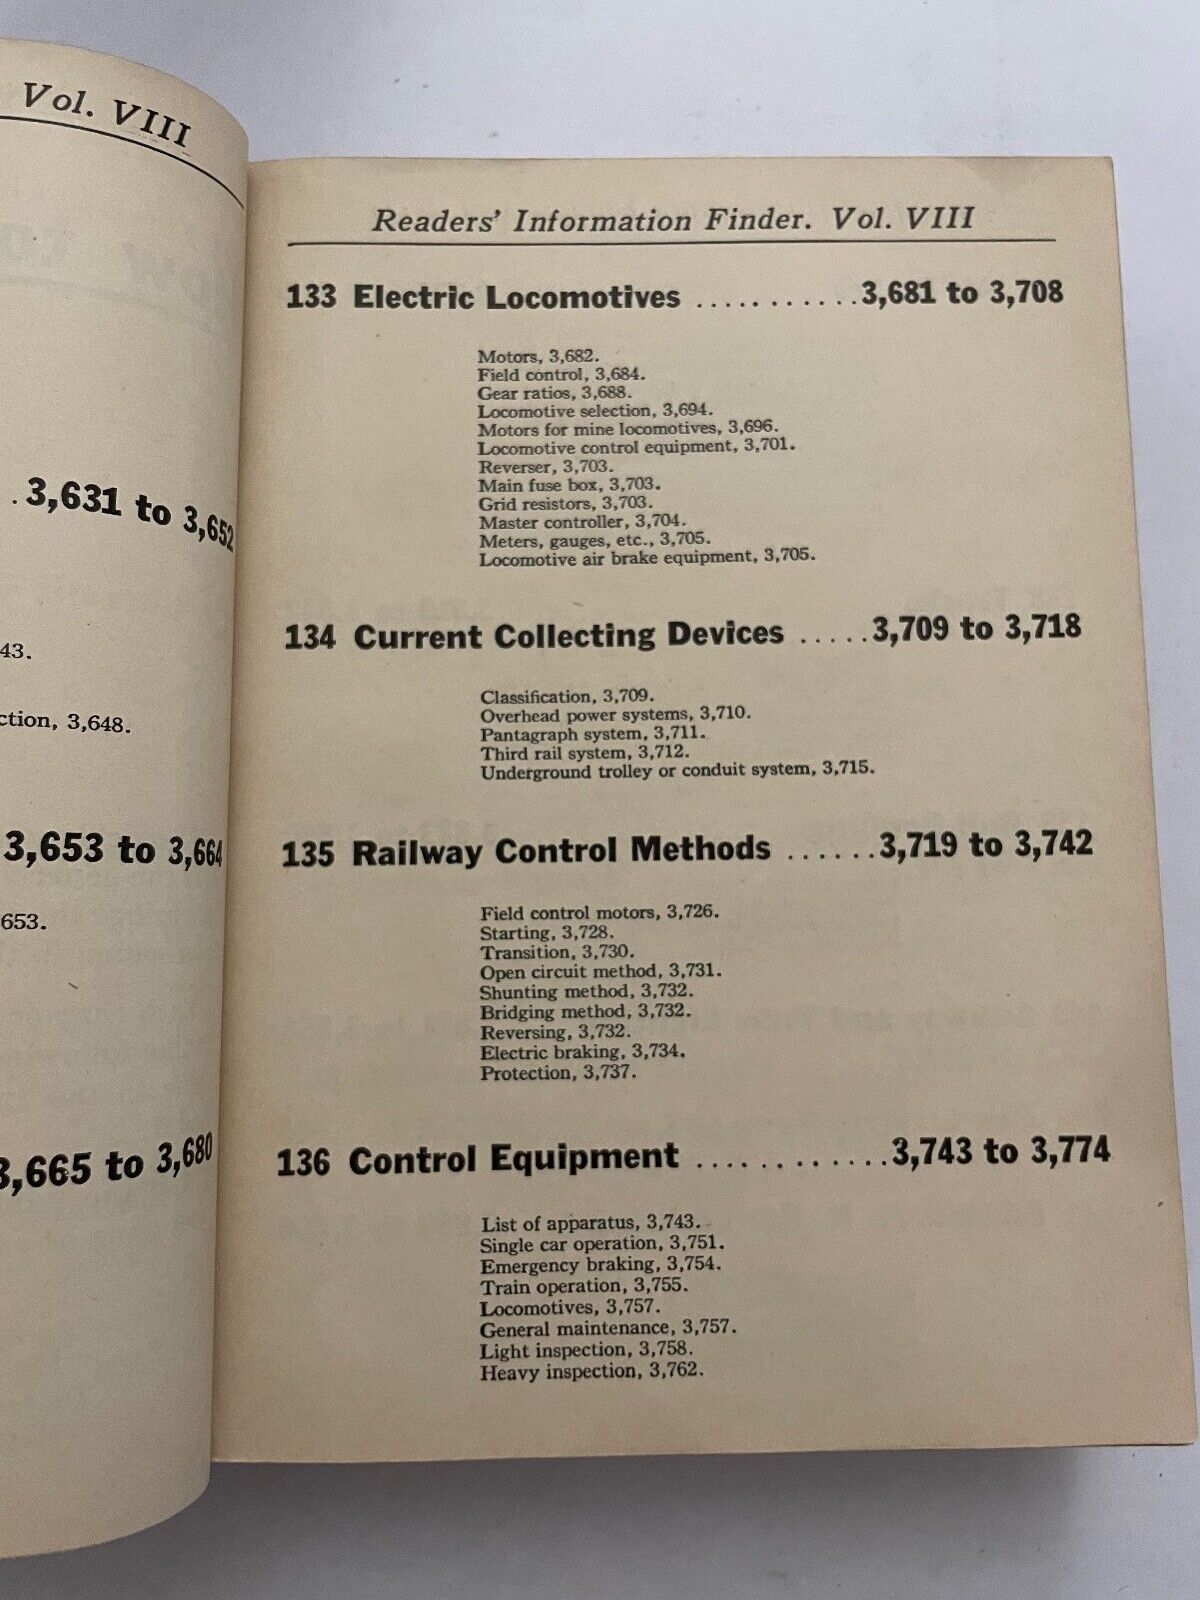 Vol. VIII
. 3,631 to 3,652
43.
ction, 3,648.
3,653 to 3,664
653.
3,665 to 3,680
Readers' Information Finder. Vol. VIII
133 Electric Locomotives ........... 3,681 to 3,708
Motors, 3,682.
Field control, 3,684.
Gear ratios, 3,688.
Locomotive selection, 3,694.
Motors for mine locomotives, 3,696.
Locomotive control equipment, 3,701.
Reverser, 3,703.
Main fuse box, 3,703.
Grid resistors, 3,703.
Master controller, 3,704.
Meters, gauges, etc., 3,705.
Locomotive air brake equipment, 3,705.
134 Current Collecting Devices ..... 3,709 to 3,718
Classification, 3,709.
Overhead power systems, 3,710.
Pantagraph system, 3,711.
Third rail system, 3,712.
Underground trolley or conduit system, 3,715.
135 Railway Control Methods ...... 3,719 to 3,742
Field control motors, 3,726.
Starting, 3,728.
Transition, 3,730.
Open circuit method, 3,731.
Shunting method, 3,732.
Bridging method, 3,732.
Reversing, 3,732.
Electric braking, 3,734.
Protection, 3,737.
136 Control Equipment ............ 3,743 to 3,774
List of apparatus, 3,743.
Single car operation, 3,751.
Emergency braking, 3,754.
Train operation, 3,755.
Locomotives, 3,757.
General maintenance, 3,757.
Light inspection, 3,758.
Heavy inspection, 3,762.